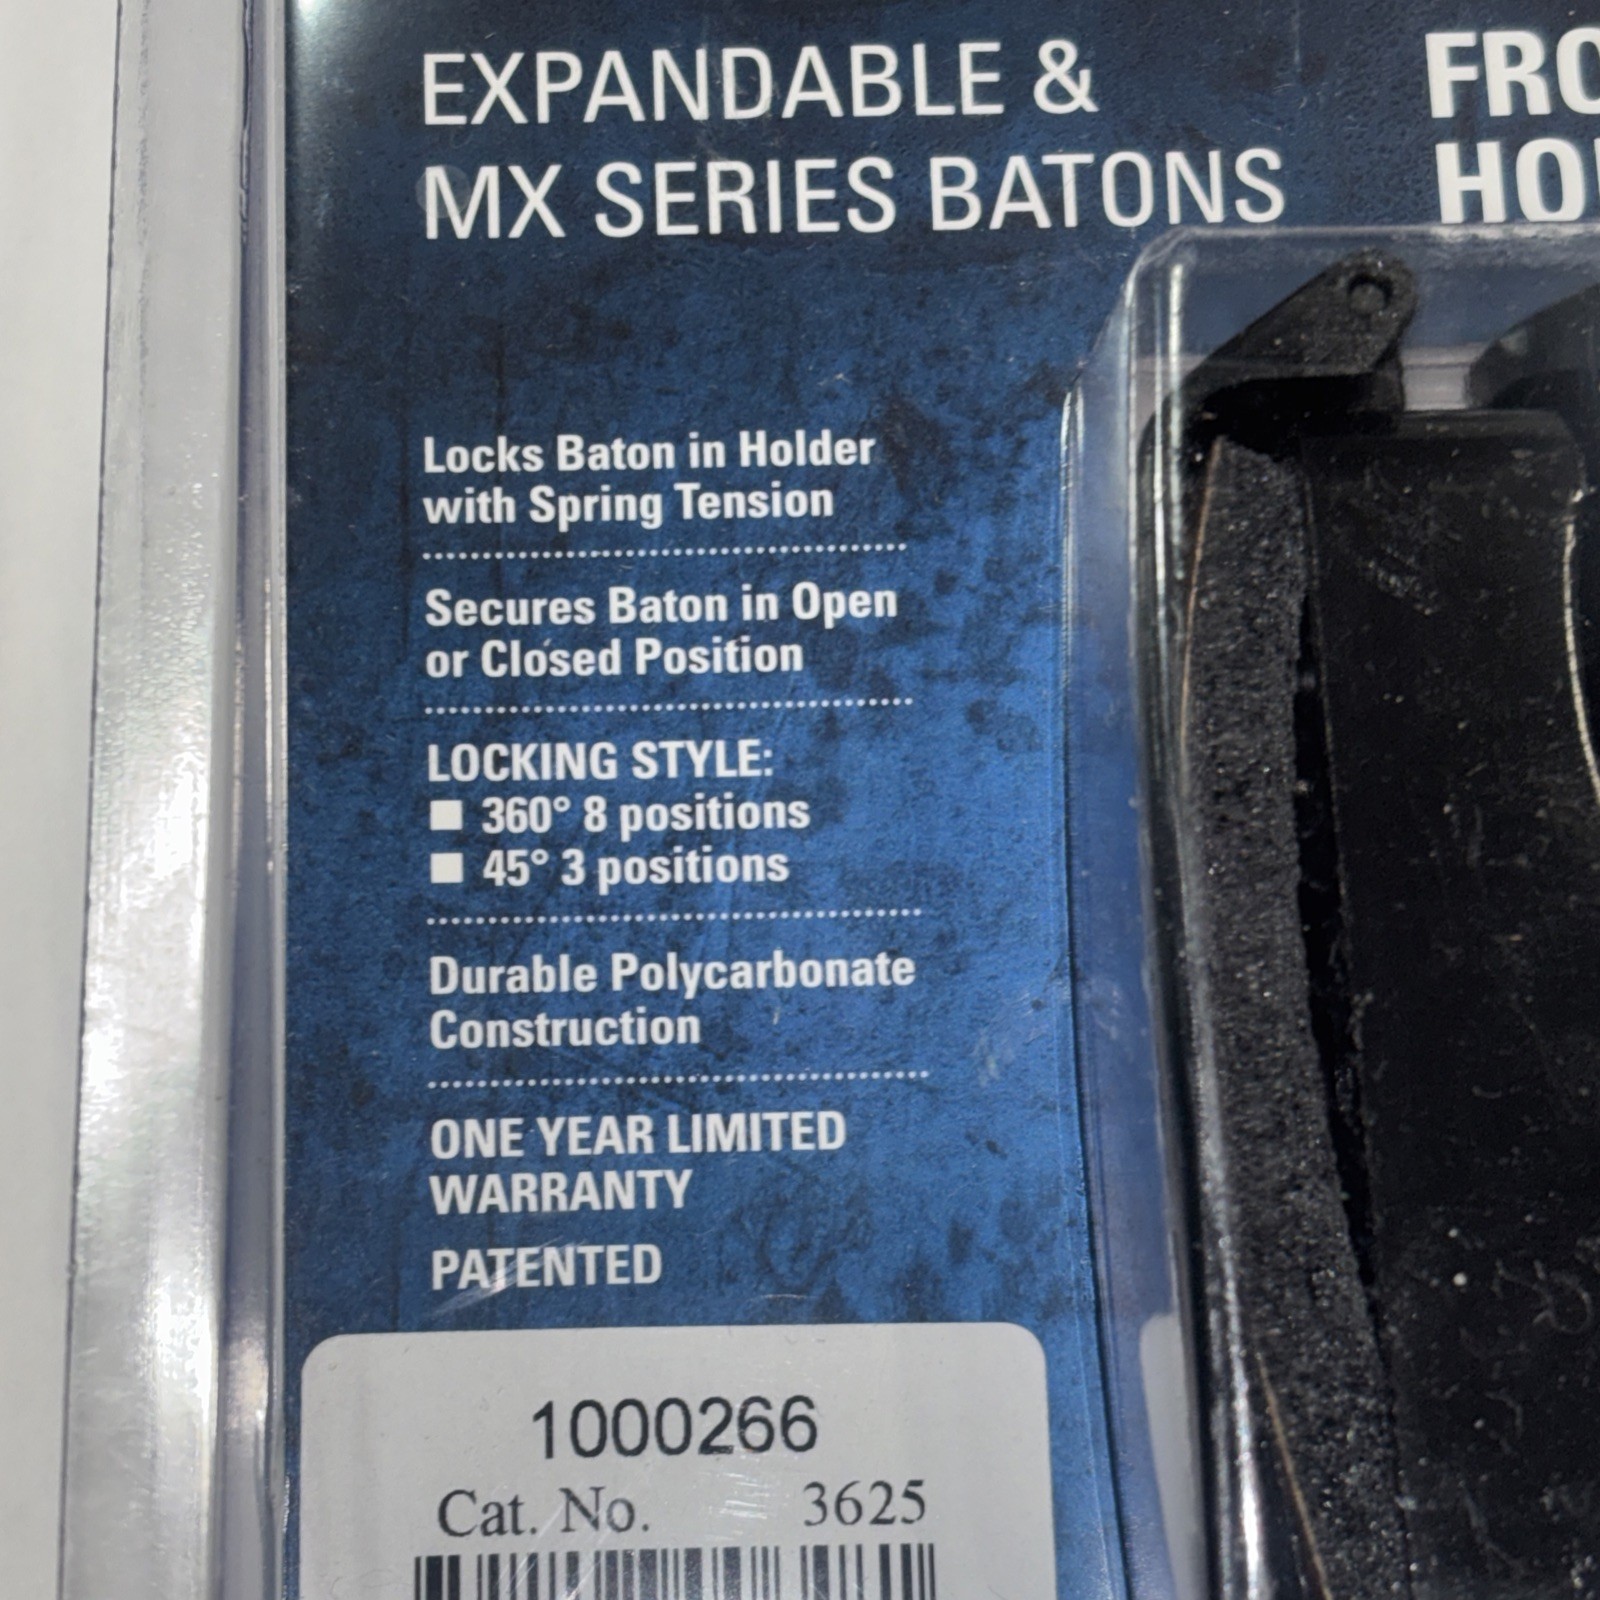 EXPANDABLE &
MX SERIES BATONS
Locks Baton in Holder
with Spring Tension
Secures Baton in Open
or Closed Position
LOCKING STYLE:
■ 360° 8 positions
■ 45° 3 positions
Durable Polycarbonate
Construction
ONE YEAR LIMITED
WARRANTY
PATENTED
1000266
Cat. No. 3625